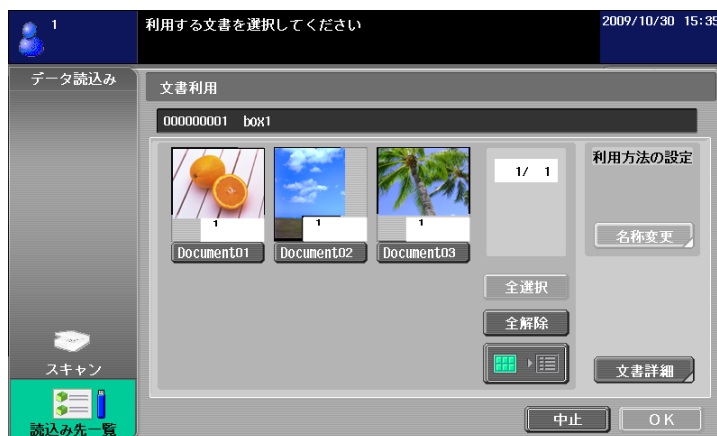 1
利用する文書を選択してください
2009/10/30 15:35
データ読込み
文書利用
000000001 box1
1
1
1
Document01
Document02
Document03
1/ 1
利用方法の設定
名称変更
全選択
全解除
文書詳細
スキャン
読込み先一覧
中止
OK